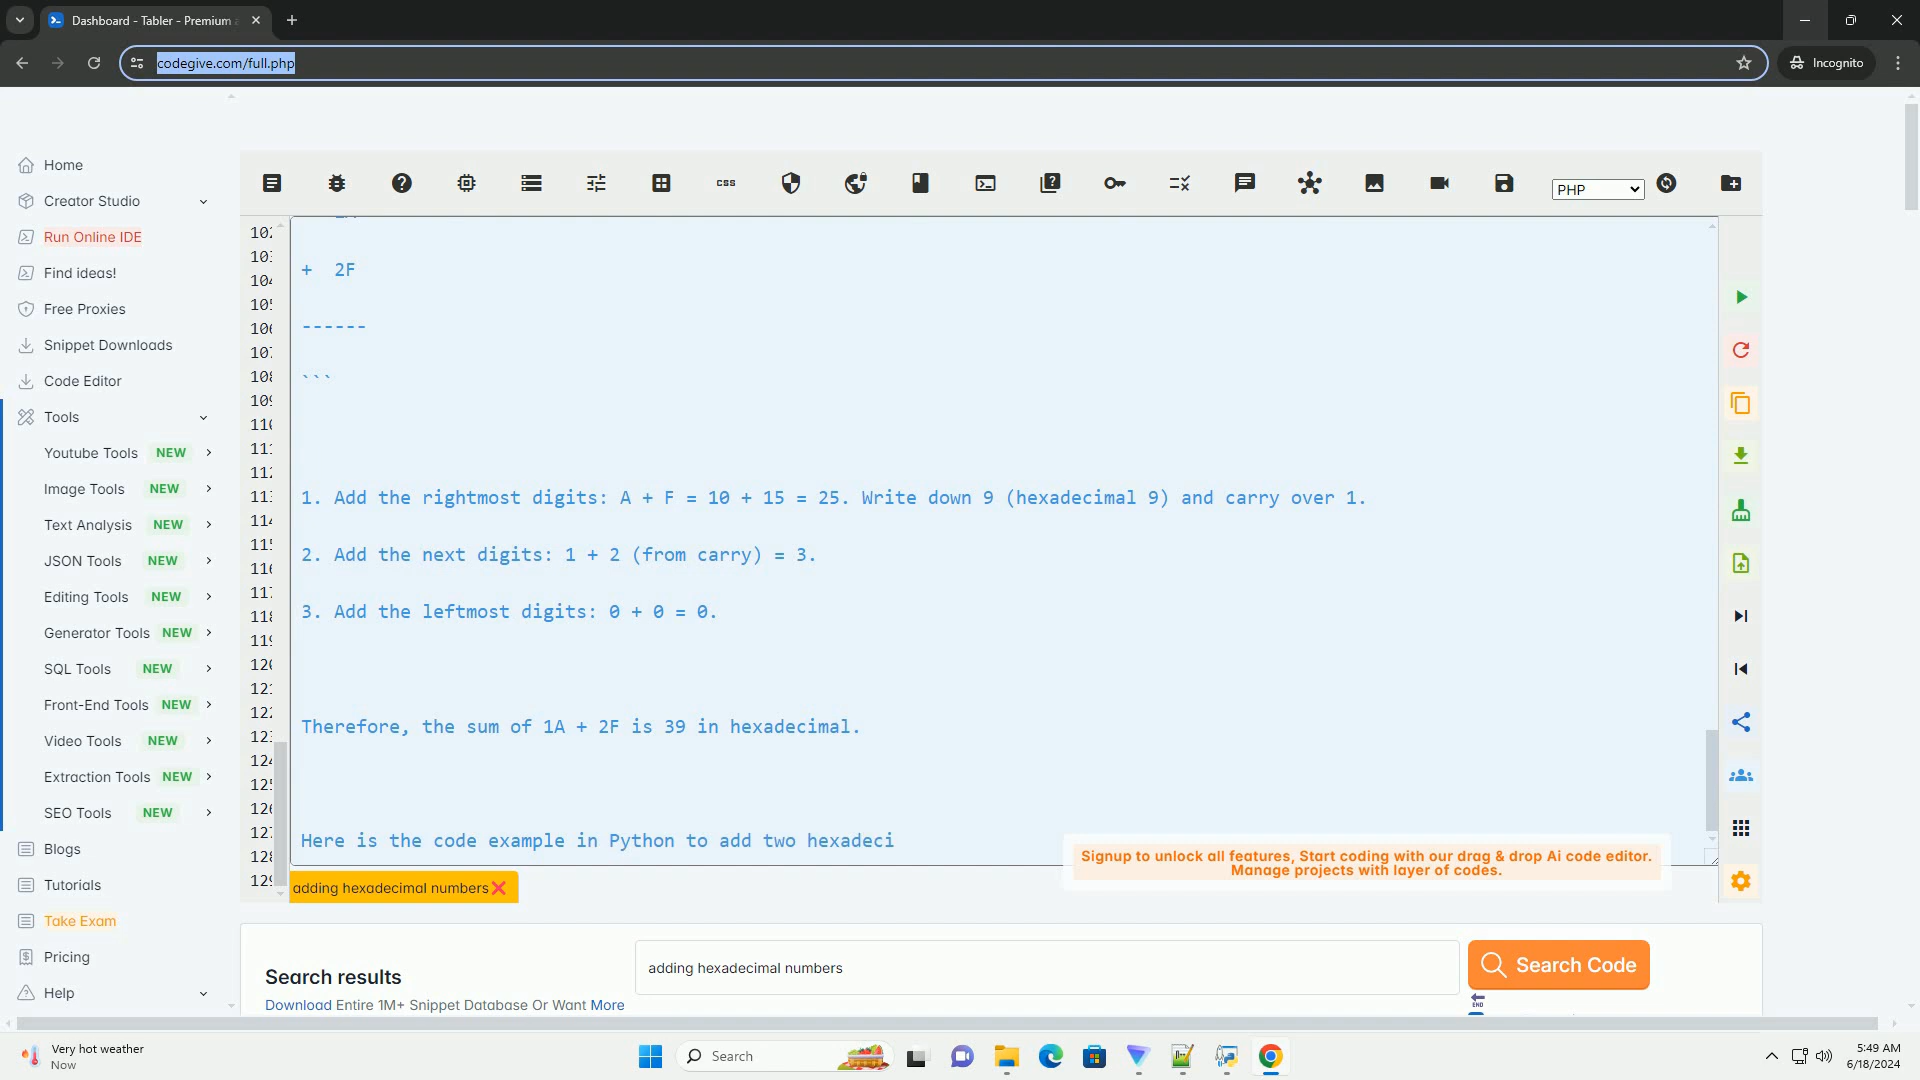 Dashboard - Tabler - Premium
codegive.com/full.php
Incognito
Home
Creator Studio
Run Online IDE
Find ideas!
Free Proxies
Snippet Downloads
Code Editor
Tools
Youtube Tools NEW
Image Tools NEW
Text Analysis NEW
JSON Tools NEW
Editing Tools NEW
Generator Tools NEW
SQL Tools NEW
Front-End Tools NEW
Video Tools NEW
Extraction Tools NEW
SEO Tools NEW
Blogs
Tutorials
Take Exam
Pricing
Help
css
PHP
+ 2F
------
```
1. Add the rightmost digits: A + F = 10 + 15 = 25. Write down 9 (hexadecimal 9) and carry over 1.
2. Add the next digits: 1 + 2 (from carry) = 3.
3. Add the leftmost digits: 0 + 0 = 0.
Therefore, the sum of 1A + 2F is 39 in hexadecimal.
Here is the code example in Python to add two hexadeci
Signup to unlock all features, Start coding with our drag & drop Ai code editor.
Manage projects with layer of codes.
adding hexadecimal numbers
Search results
Download Entire 1M+ Snippet Database Or Want More
adding hexadecimal numbers
Search Code
END
Very hot weather
Now
Search
5:49 AM
6/18/2024